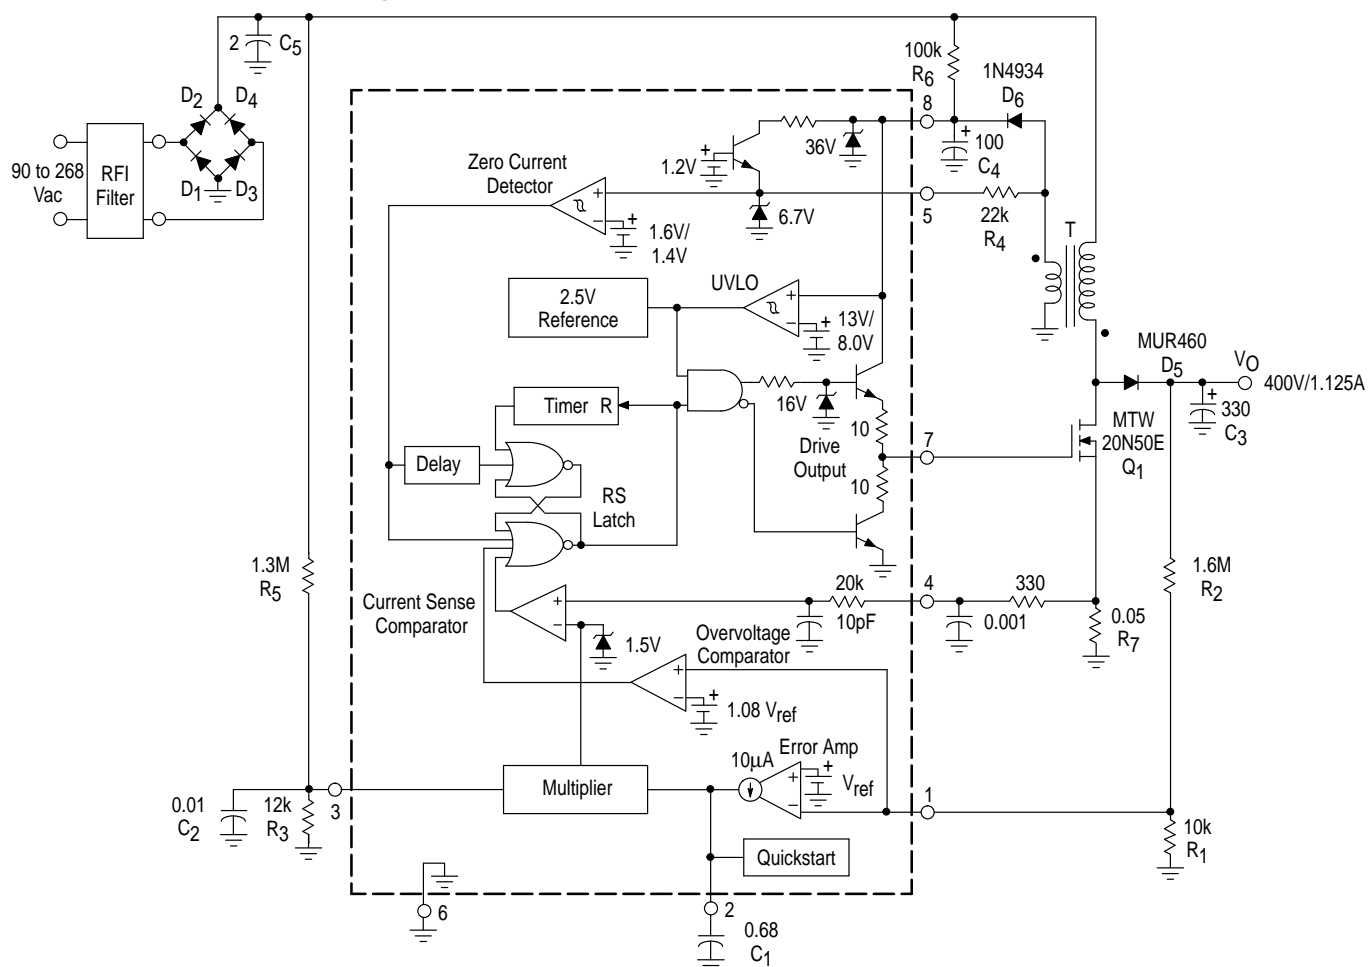 2
C5
100k
R6
1N4934
D6
D2
D4
8
36V
1.2V
100
C4
90 to 268
Vac
RFI
Filter
D1
D3
Zero Current
Detector
6.7V
5
22k
R4
1.6V/
1.4V
T
UVLO
2.5V
Reference
13V/
8.0V
MUR460
D5
VO
400V/1.125A
16V
Timer R
10
330
C3
MTW
20N50E
Q1
Drive
Output
7
Delay
10
RS
Latch
1.3M
R5
1.6M
R2
20k
4
330
Current Sense
Comparator
10pF
0.001
0.05
R7
1.5V
Overvoltage
Comparator
1.08 Vref
10µA
Error Amp
Vref
Multiplier
3
1
0.01
C2
12k
R3
10k
R1
Quickstart
6
2
0.68
C1